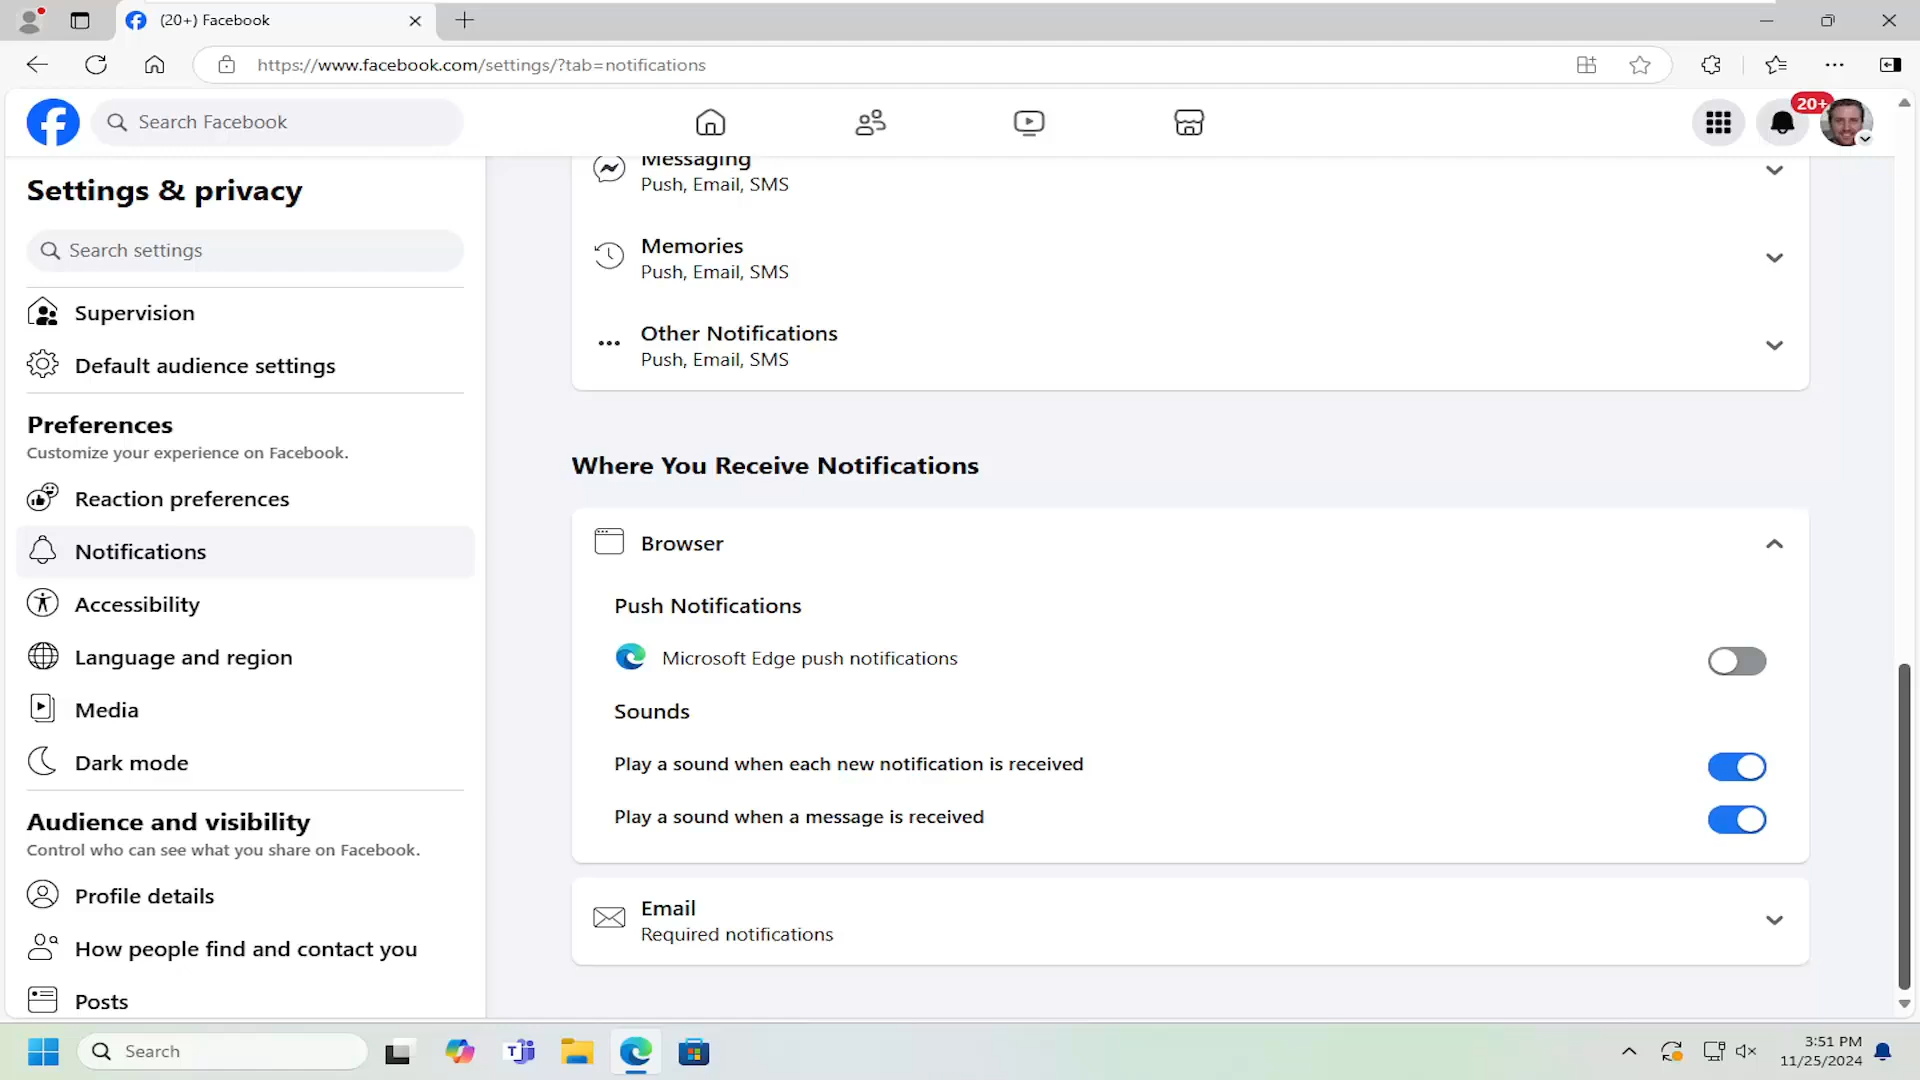 (20+) Facebook
https://www.facebook.com/settings/?tab=notifications
Search Facebook
20+
Settings & privacy
Search settings
Supervision
Default audience settings
Preferences
Customize your experience on Facebook.
Reaction preferences
Notifications
Accessibility
Language and region
Media
Dark mode
Audience and visibility
Control who can see what you share on Facebook.
Profile details
How people find and contact you
Posts
Messaging
Push, Email, SMS
Memories
Push, Email, SMS
Other Notifications
Push, Email, SMS
Where You Receive Notifications
Browser
Push Notifications
Microsoft Edge push notifications
Sounds
Play a sound when each new notification is received
Play a sound when a message is received
Email
Required notifications
Search
3:51 PM
11/25/2024